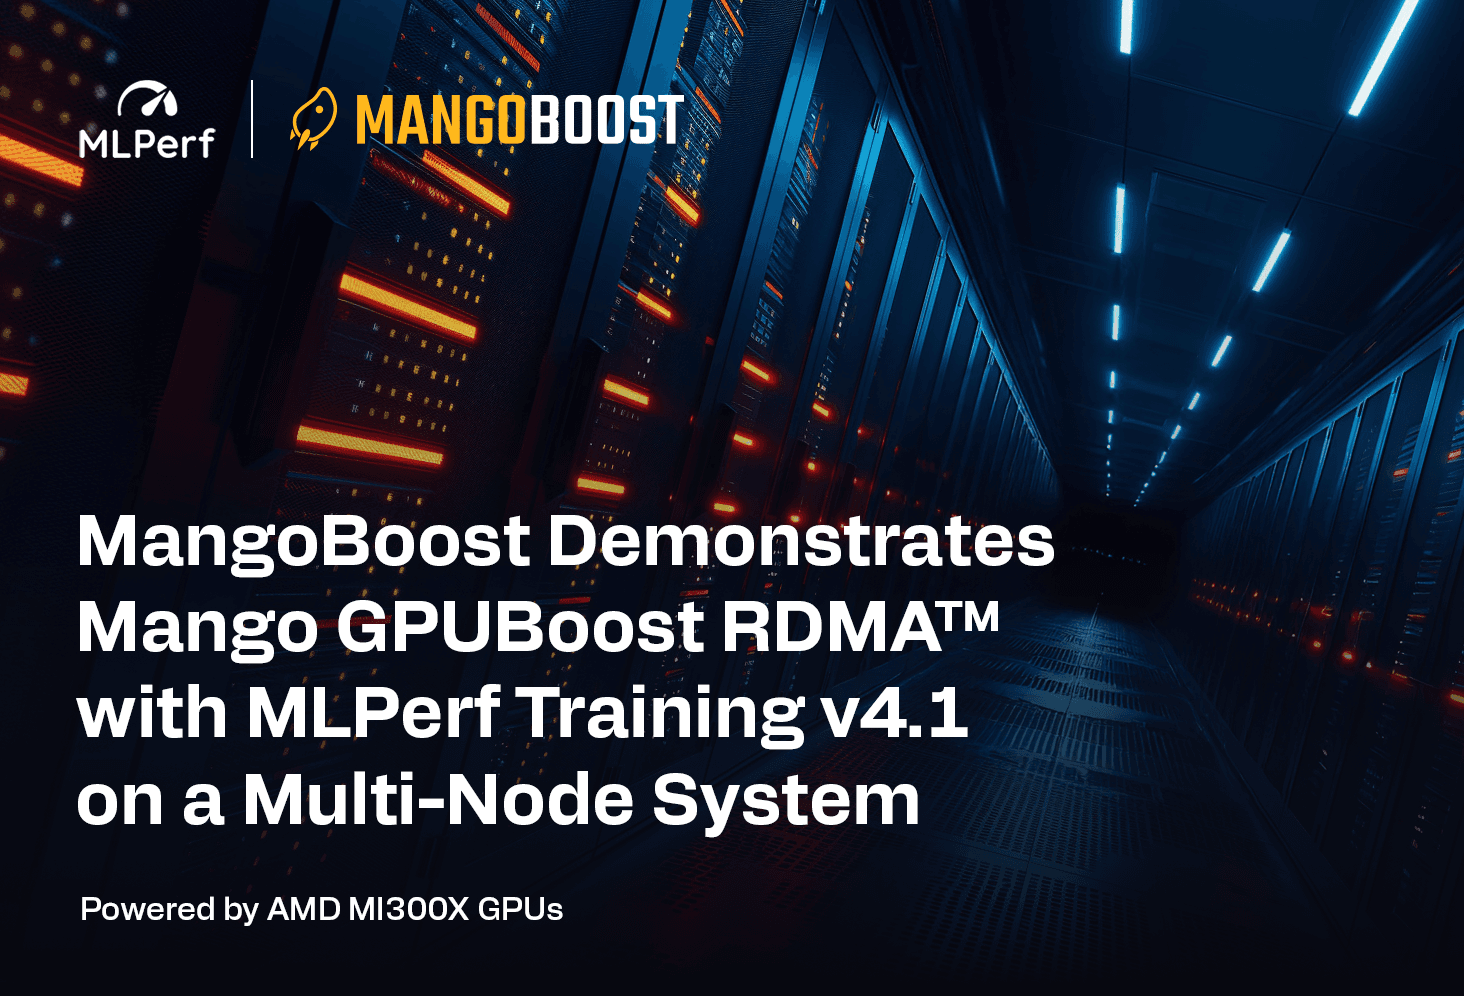 MLPerf
MANGOBOOST
MangoBoost Demonstrates
Mango GPUBoost RDMA™
with MLPerf Training v4.1
on a Multi-Node System
Powered by AMD MI300X GPUs